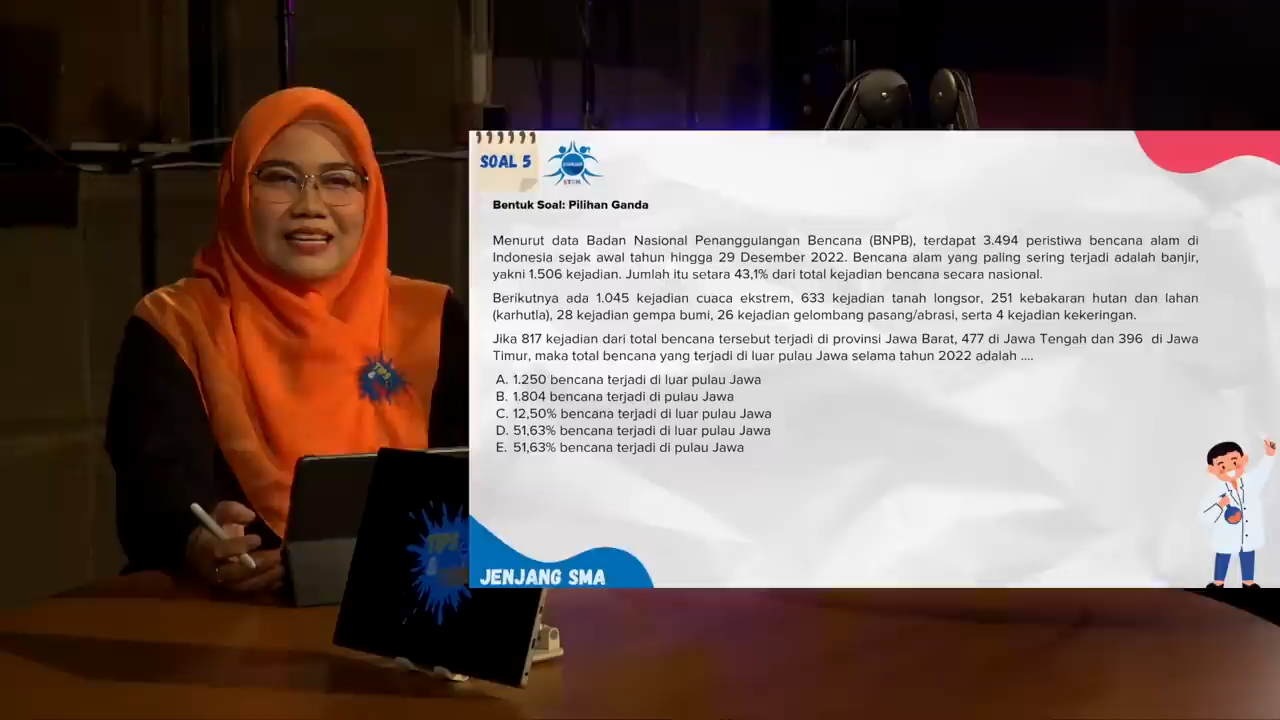 SOAL 5
STEM
Bentuk Soal: Pilihan Ganda
Menurut data Badan Nasional Penanggulangan Bencana (BNPB), terdapat 3.494 peristiwa bencana alam di
Indonesia sejak awal tahun hingga 29 Desember 2022. Bencana alam yang paling sering terjadi adalah banjir,
yakni 1.506 kejadian. Jumlah itu setara 43,1% dari total kejadian bencana secara nasional.
Berikutnya ada 1.045 kejadian cuaca ekstrem, 633 kejadian tanah longsor, 251 kebakaran hutan dan lahan
(karhutla), 28 kejadian gempa bumi, 26 kejadian gelombang pasang/abrasi, serta 4 kejadian kekeringan.
Jika 817 kejadian dari total bencana tersebut terjadi di provinsi Jawa Barat, 477 di Jawa Tengah dan 396 di Jawa
Timur, maka total bencana yang terjadi di luar pulau Jawa selama tahun 2022 adalah ....
A. 1.250 bencana terjadi di luar pulau Jawa
B. 1.804 bencana terjadi di pulau Jawa
C. 12,50% bencana terjadi di luar pulau Jawa
D. 51,63% bencana terjadi di luar pulau Jawa
E. 51,63% bencana terjadi di pulau Jawa
JENJANG SMA
TIPS
&